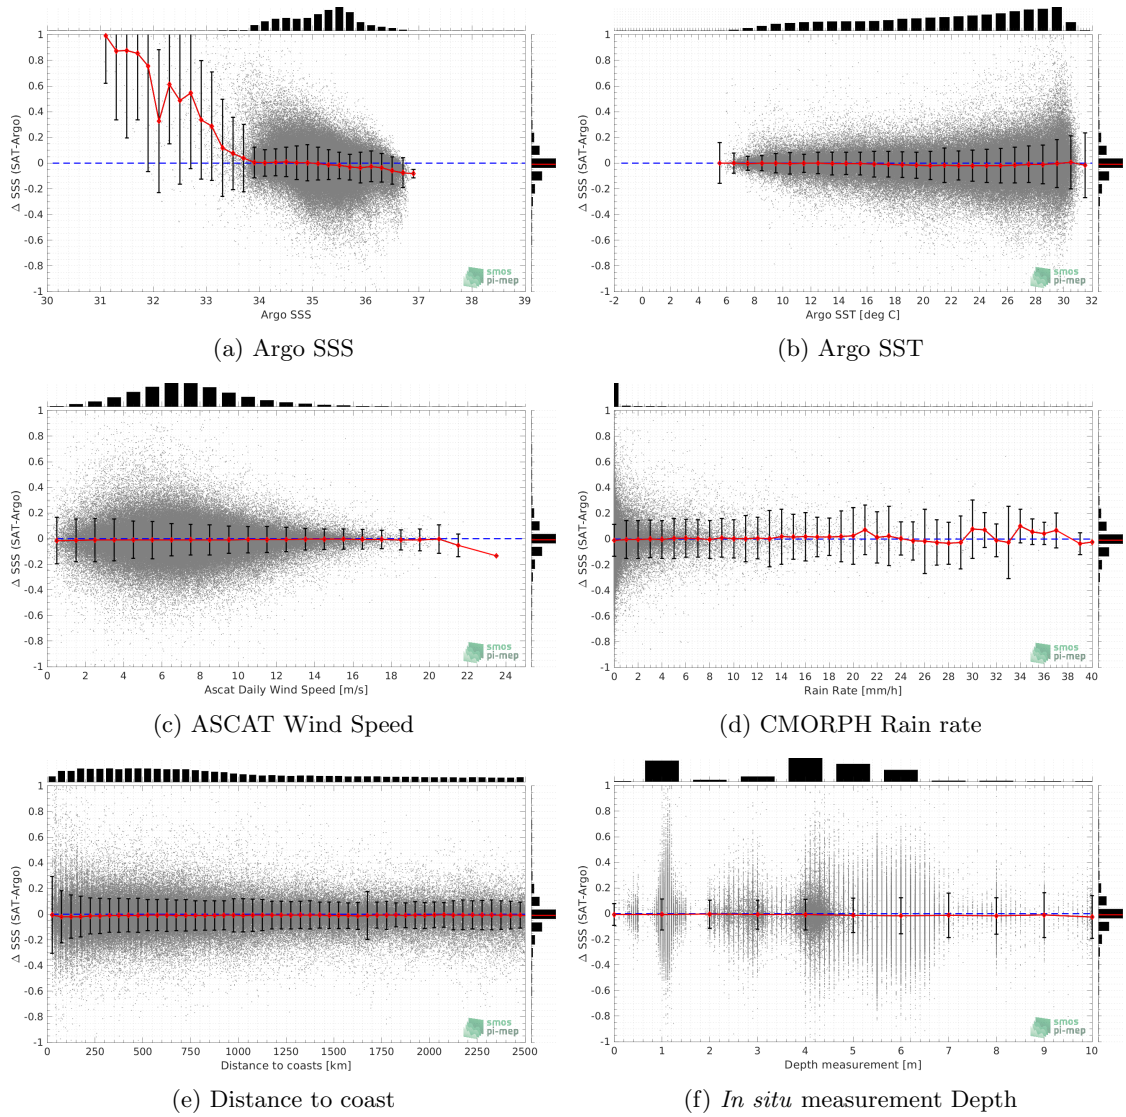 1
0.8
0.6
0.4
0.2
0
-0.2
-0.4
-0.6
-0.8
-1
Δ SSS (SAT-Argo)
30 31 32 33 34 35 36 37 38 39
Argo SSS
smos
pi-mep
(a) Argo SSS
1
0.8
0.6
0.4
0.2
0
-0.2
-0.4
-0.6
-0.8
-1
Δ SSS (SAT-Argo)
-2 0 2 4 6 8 10 12 14 16 18 20 22 24 26 28 30 32
Argo SST [deg C]
smos
pi-mep
(b) Argo SST
1
0.8
0.6
0.4
0.2
0
-0.2
-0.4
-0.6
-0.8
-1
Δ SSS (SAT-Argo)
0 2 4 6 8 10 12 14 16 18 20 22 24
Ascat Daily Wind Speed [m/s]
smos
pi-mep
(c) ASCAT Wind Speed
1
0.8
0.6
0.4
0.2
0
-0.2
-0.4
-0.6
-0.8
-1
Δ SSS (SAT-Argo)
0 2 4 6 8 10 12 14 16 18 20 22 24 26 28 30 32 34 36 38 40
Rain Rate [mm/h]
smos
pi-mep
(d) CMORPH Rain rate
1
0.8
0.6
0.4
0.2
0
-0.2
-0.4
-0.6
-0.8
-1
Δ SSS (SAT-Argo)
0 250 500 750 1000 1250 1500 1750 2000 2250 2500
Distance to coasts [km]
smos
pi-mep
(e) Distance to coast
1
0.8
0.6
0.4
0.2
0
-0.2
-0.4
-0.6
-0.8
-1
Δ SSS (SAT-Argo)
0 1 2 3 4 5 6 7 8 9 10
Depth measurement [m]
smos
pi-mep
(f) In situ measurement Depth